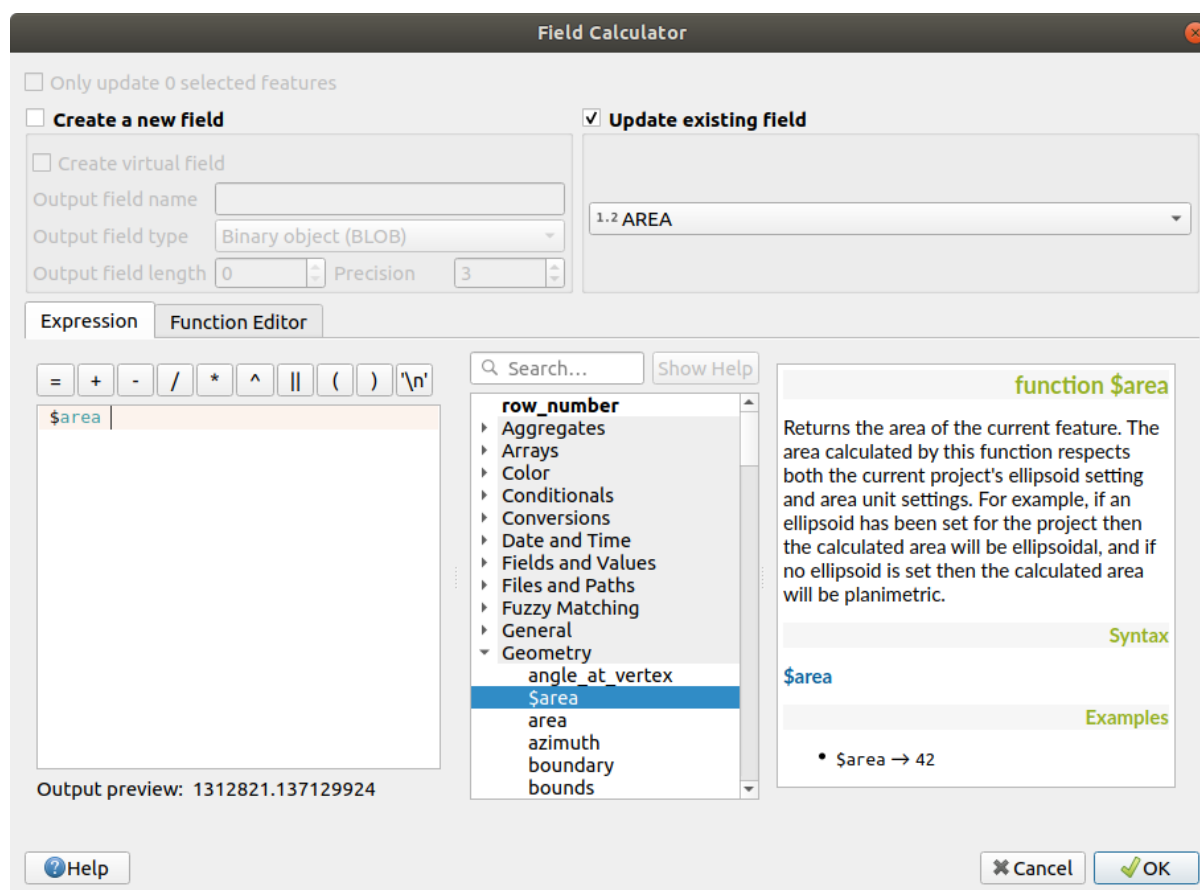 Field Calculator
Only update 0 selected features
Create a new field
Update existing field
Create virtual field
Output field name
1.2 AREA
Output field type Binary object (BLOB)
Output field length 0 Precision 3
Expression Function Editor
= + - / * ^ || ( ) '\n'
Search... Show Help
$area
row_number
Aggregates
Arrays
Color
Conditionals
Conversions
Date and Time
Fields and Values
Files and Paths
Fuzzy Matching
General
Geometry
angle_at_vertex
$area
area
azimuth
boundary
bounds
function $area
Returns the area of the current feature. The
area calculated by this function respects
both the current project's ellipsoid setting
and area unit settings. For example, if an
ellipsoid has been set for the project then
the calculated area will be ellipsoidal, and if
no ellipsoid is set then the calculated area
will be planimetric.
Syntax
$area
Examples
• $area → 42
Output preview: 1312821.137129924
Help
Cancel
OK